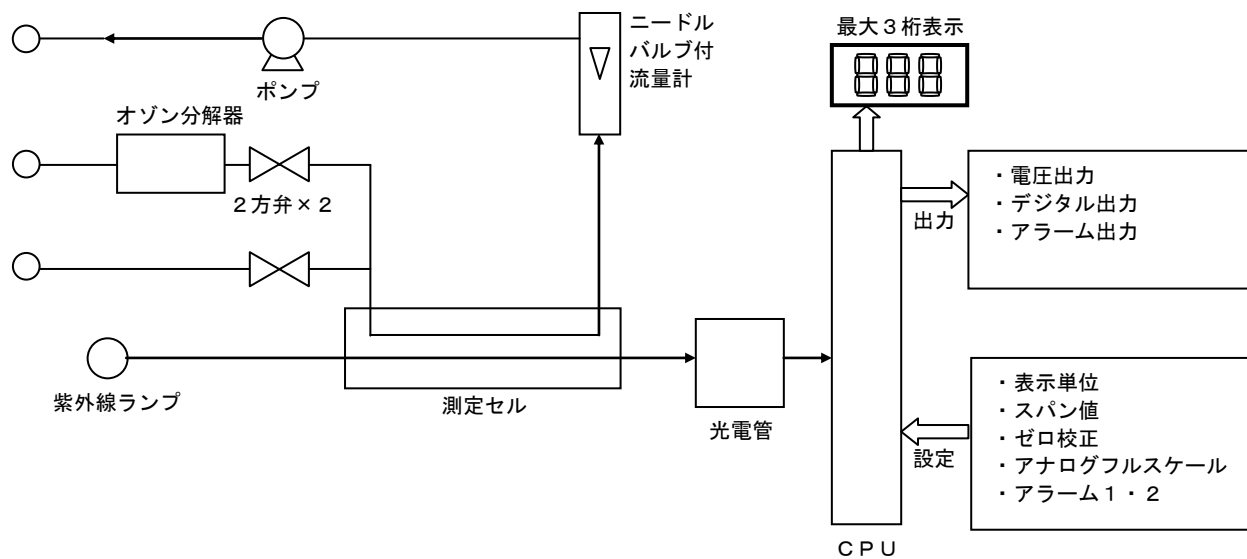 ニードル
バルブ付
流量計
最大３桁表示
888
ポンプ
オゾン分解器
２方弁×２
・電圧出力
・デジタル出力
・アラーム出力
出力
紫外線ランプ
測定セル
光電管
・表示単位
・スパン値
・ゼロ校正
・アナログフルスケール
・アラーム１・２
設定
ＣＰＵ